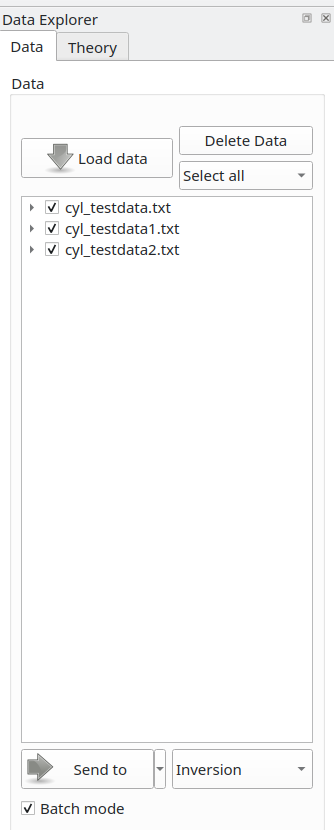 Data Explorer
Data
Theory
Data
Load data
Delete Data
Select all
cyl_testdata.txt
cyl_testdata1.txt
cyl_testdata2.txt
Send to
Inversion
Batch mode